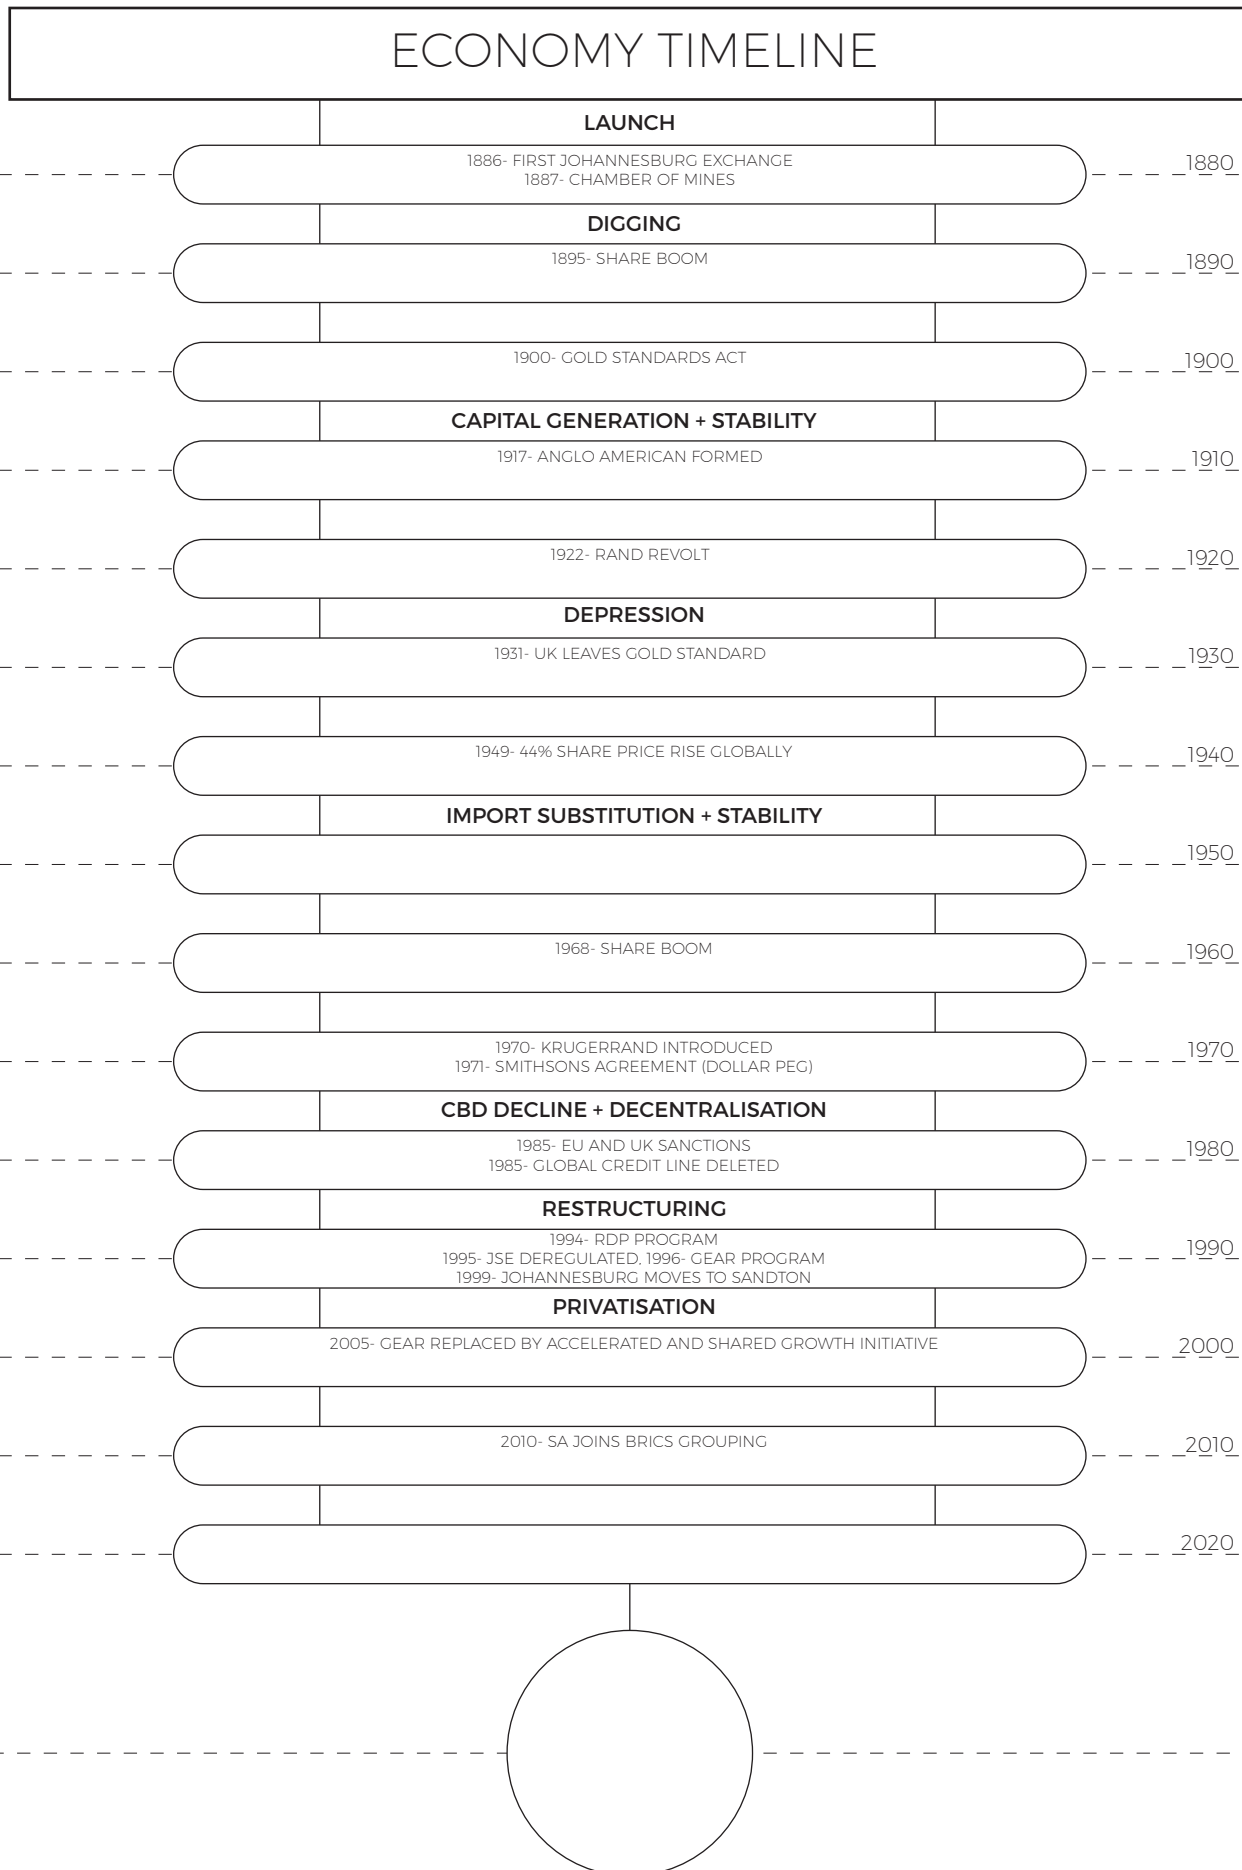 ECONOMY TIMELINE
LAUNCH
1886- FIRST JOHANNESBURG EXCHANGE
1887- CHAMBER OF MINES
1880
DIGGING
1895- SHARE BOOM
1890
1900- GOLD STANDARDS ACT
1900
CAPITAL GENERATION + STABILITY
1917- ANGLO AMERICAN FORMED
1910
1922- RAND REVOLT
1920
DEPRESSION
1931- UK LEAVES GOLD STANDARD
1930
1949- 44% SHARE PRICE RISE GLOBALLY
1940
IMPORT SUBSTITUTION + STABILITY
1950
1968- SHARE BOOM
1960
1970- KRUGERRAND INTRODUCED
1971- SMITHSONS AGREEMENT (DOLLAR PEG)
1970
CBD DECLINE + DECENTRALISATION
1985- EU AND UK SANCTIONS
1985- GLOBAL CREDIT LINE DELETED
1980
RESTRUCTURING
1994- RDP PROGRAM
1995- JSE DEREGULATED, 1996- GEAR PROGRAM
1999- JOHANNESBURG MOVES TO SANDTON
1990
PRIVATISATION
2005- GEAR REPLACED BY ACCELERATED AND SHARED GROWTH INITIATIVE
2000
2010- SA JOINS BRICS GROUPING
2010
2020